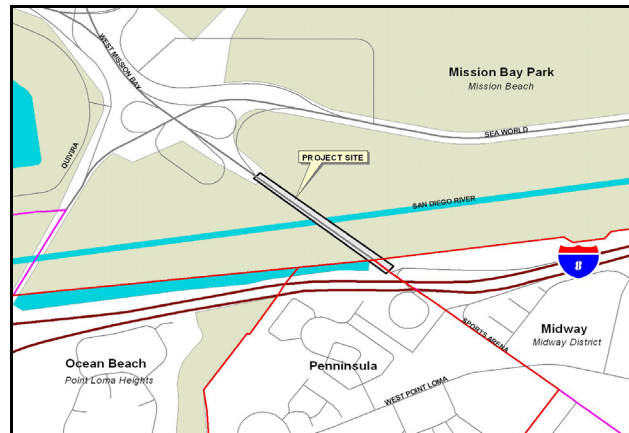 WEST MISSION BAY
Mission Bay Park
Mission Beach
SEA WORLD
QUIVIRA
PROJECT SITE
SAN DIEGO RIVER
8
SPORTS ARENA
Midway
Midway District
Ocean Beach
Point Loma Heights
Penninsula
WEST POINT LOMA